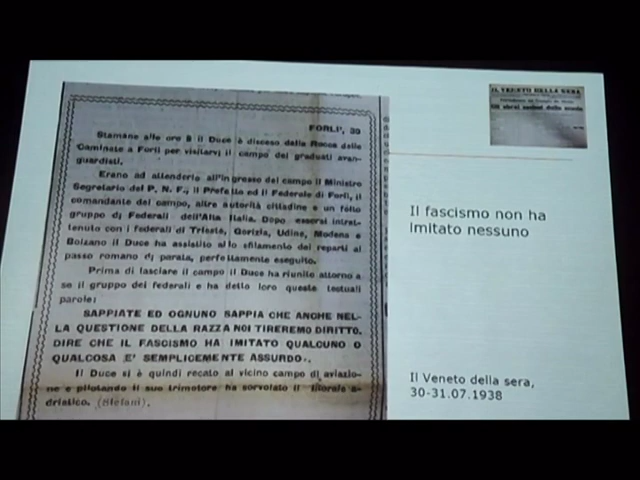 FORLI', 30
Stamane alle ore 8 il Duce è disceso dalla Rocca delle
Caminate a Forlì per visitarvi il campo dei graduati avan-
guardisti.
Erano ad attenderlo all'ingresso del campo il Ministro
Segretario del P. N. F., il Prefetto ed il Federale di Forlì, il
comandante del campo, altre autorità cittadine e un folto
gruppo di Federali dell'Alta Italia. Dopo essersi intrat-
tenuto con i federali di Trieste, Gorizia, Udine, Modena e
Bolzano il Duce ha assistito allo sfilamento dei reparti al
passo romano di parata, perfettamente eseguito.
Prima di lasciare il campo il Duce ha riunito attorno a
se il gruppo dei federali e ha detto loro queste testuali
parole:
SAPPIATE ED OGNUNO SAPPIA CHE ANCHE NEL-
LA QUESTIONE DELLA RAZZA NOI TIREREMO DIRITTO.
DIRE CHE IL FASCISMO HA IMITATO QUALCUNO O
QUALCOSA E' SEMPLICEMENTE ASSURDO».
Il Duce si è quindi recato al vicino campo di aviazio-
ne e pilotando il suo trimotore ha sorvolato il litorale a-
driatico. (Stefani).
IL VENETO DELLA SERA
Gli ebrei esclusi dalla scuola
Il fascismo non ha
imitato nessuno
Il Veneto della sera,
30-31.07.1938